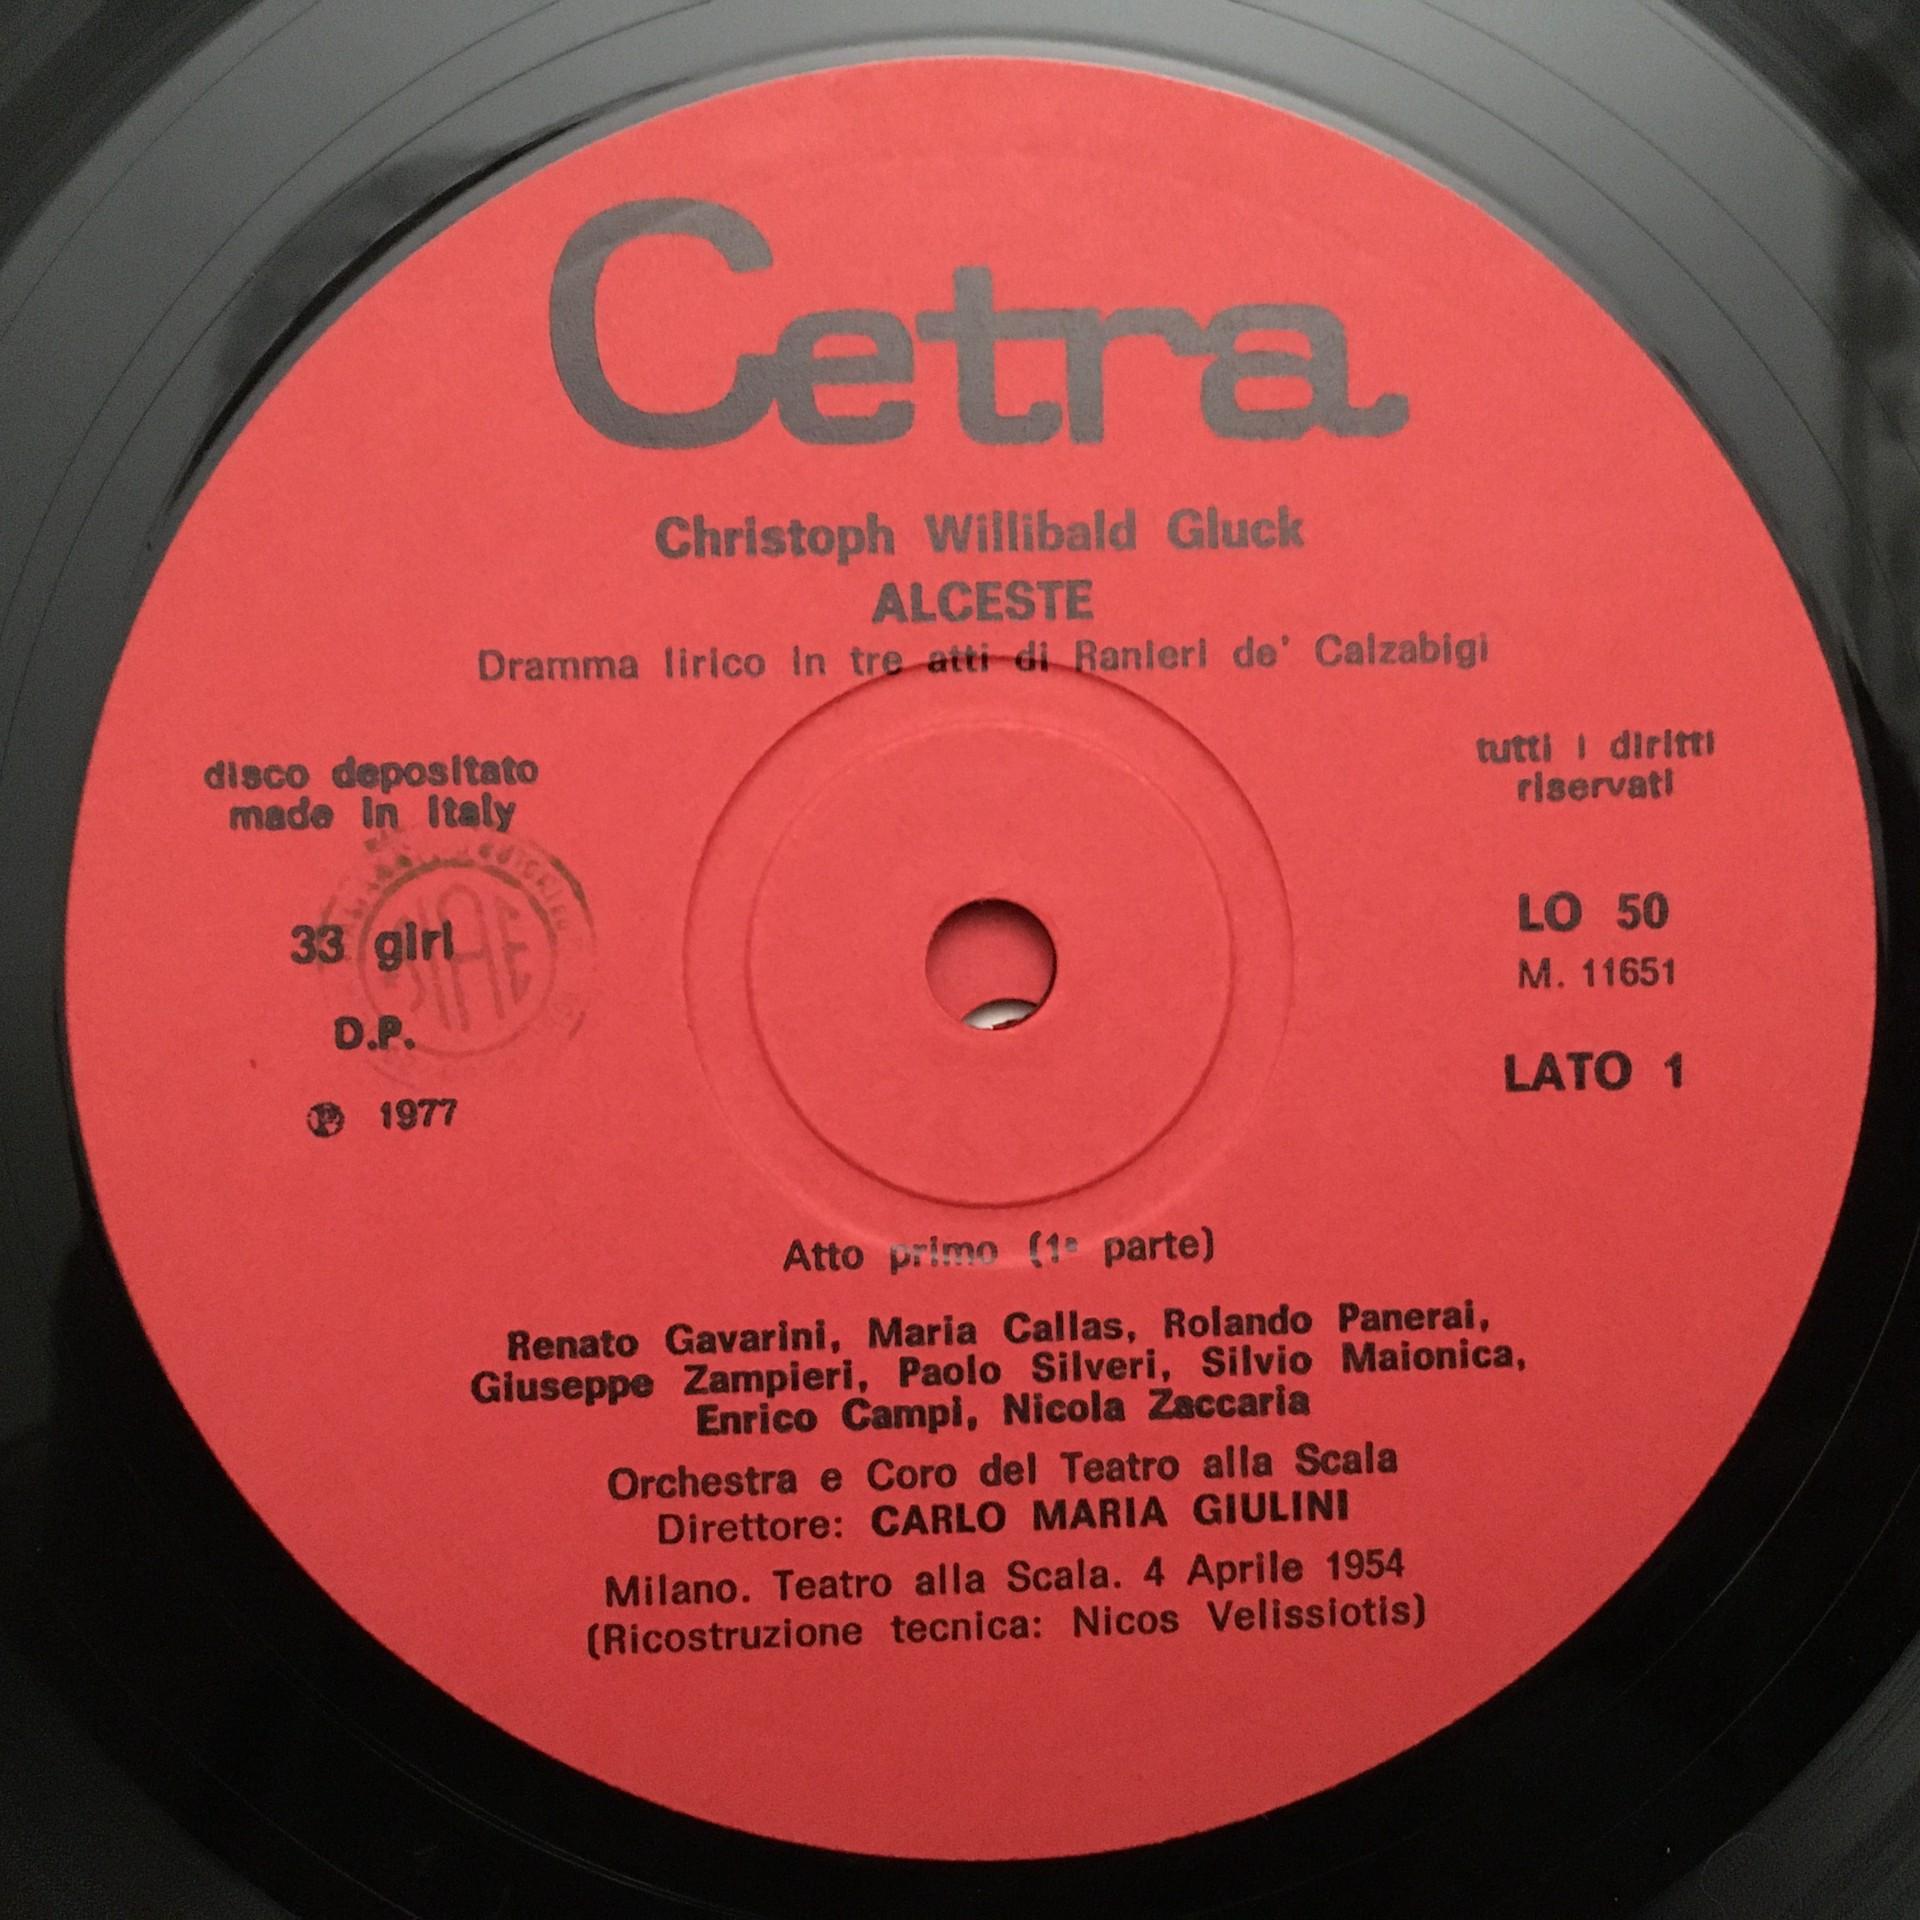 Cetra
Christoph Willibald Gluck
ALCESTE
Dramma lirico in tre atti di Ranieri de' Calzabigi
disco depositato
made in Italy
tutti i diritti
riservati
33 giri
SIAE
D.P.
℗ 1977
LO 50
M. 11651
LATO 1
Atto primo (1ª parte)
Renato Gavarini, Maria Callas, Rolando Panerai,
Giuseppe Zampieri, Paolo Silveri, Silvio Maionica,
Enrico Campi, Nicola Zaccaria
Orchestra e Coro del Teatro alla Scala
Direttore: CARLO MARIA GIULINI
Milano. Teatro alla Scala. 4 Aprile 1954
(Ricostruzione tecnica: Nicos Velissiotis)